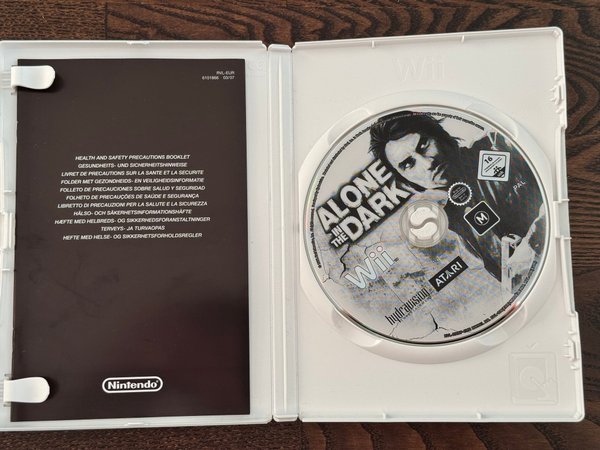 RVL-EUR
6101868 03/07
HEALTH AND SAFETY PRECAUTIONS BOOKLET
GESUNDHEITS- UND SICHERHEITSHINWEISE
LIVRET DE PRECAUTIONS SUR LA SANTE ET LA SECURITE
FOLDER MET GEZONDHEIDS- EN VEILIGHEIDSINFORMATIE
FOLLETO DE PRECAUCIONES SOBRE SALUD Y SEGURIDAD
FOLHETO DE PRECAUÇÕES DE SAÚDE E SEGURANÇA
LIBRETTO DI PRECAUZIONI PER LA SALUTE E LA SICUREZZA
HÄLSO- OCH SÄKERHETSINFORMATIONSHÄFTE
HÆFTE MED HELBREDS- OG SIKKERHEDSFORANSTALTNINGER
TERVEYS- JA TURVAOPAS
HEFTE MED HELSE- OG SIKKERHETSFORHOLDSREGLER
Nintendo
Wii
ALONE
IN THE
DARK
Wii
hydravision
ATARI
16
M
PAL